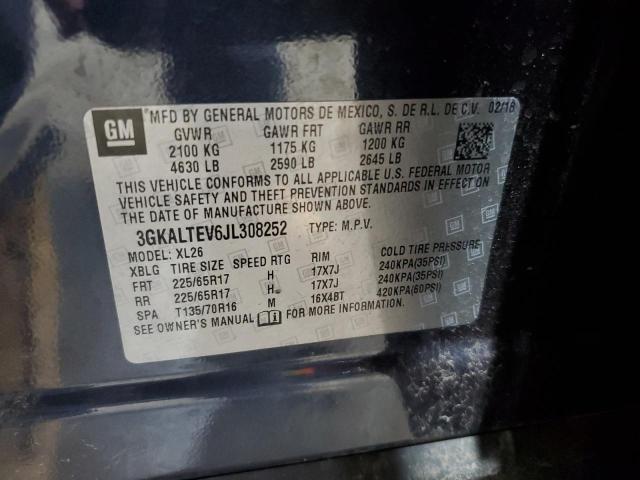 GM
MFD BY GENERAL MOTORS DE MEXICO, S. DE R.L. DE C.V. 02/18
GVWR GAWR FRT GAWR RR
2100 KG 1175 KG 1200 KG
4630 LB 2590 LB 2645 LB
THIS VEHICLE CONFORMS TO ALL APPLICABLE U.S. FEDERAL MOTOR
VEHICLE SAFETY AND THEFT PREVENTION STANDARDS IN EFFECT ON
THE DATE OF MANUFACTURE SHOWN ABOVE.
3GKALTEV6JL308252 TYPE: M.P.V.
MODEL: XL26
XBLG TIRE SIZE SPEED RTG RIM COLD TIRE PRESSURE
FRT 225/65R17 H 17X7J 240KPA(35PSI)
RR 225/65R17 H 17X7J 240KPA(35PSI)
SPA T135/70R16 M 16X4BT 420KPA(60PSI)
SEE OWNER'S MANUAL FOR MORE INFORMATION.